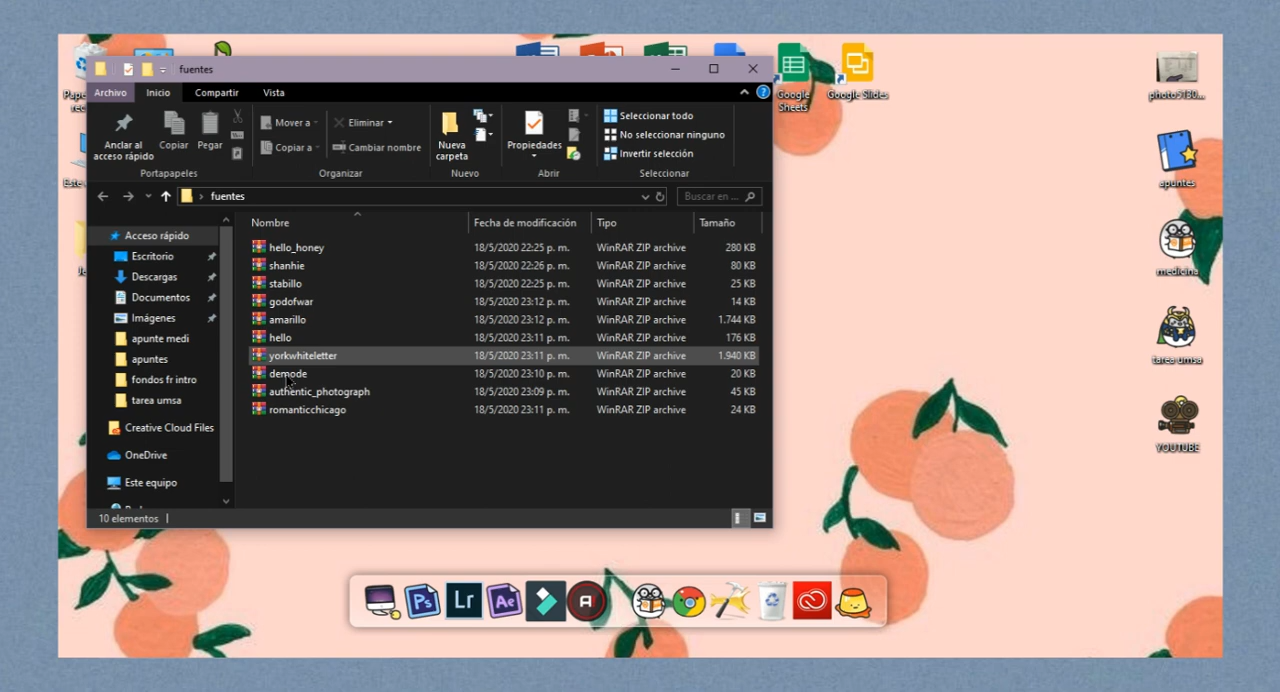 fuentes
Archivo Inicio Compartir Vista
Anclar al acceso rápido
Copiar
Pegar
Mover a
Copiar a
Eliminar
Cambiar nombre
Nueva carpeta
Propiedades
Seleccionar todo
No seleccionar ninguno
Invertir selección
Portapapeles Organizar Nuevo Abrir Seleccionar
fuentes
Buscar en ...
Nombre Fecha de modificación Tipo Tamaño
hello_honey 18/5/2020 22:25 p. m. WinRAR ZIP archive 280 KB
shanhie 18/5/2020 22:26 p. m. WinRAR ZIP archive 80 KB
stabillo 18/5/2020 22:25 p. m. WinRAR ZIP archive 25 KB
godofwar 18/5/2020 23:12 p. m. WinRAR ZIP archive 14 KB
amarillo 18/5/2020 23:12 p. m. WinRAR ZIP archive 1.744 KB
hello 18/5/2020 23:11 p. m. WinRAR ZIP archive 176 KB
yorkwhiteletter 18/5/2020 23:11 p. m. WinRAR ZIP archive 1.940 KB
demode 18/5/2020 23:10 p. m. WinRAR ZIP archive 20 KB
authentic_photograph 18/5/2020 23:09 p. m. WinRAR ZIP archive 45 KB
romanticchicago 18/5/2020 23:11 p. m. WinRAR ZIP archive 24 KB
Acceso rápido
Escritorio
Descargas
Documentos
Imágenes
apunte medi
apuntes
fondos fr intro
tarea umsa
Creative Cloud Files
OneDrive
Este equipo
10 elementos
Google Sheets
Google Slides
apuntes
medicina
tarea umsa
YOUTUBE
Ps
Lr
Ae